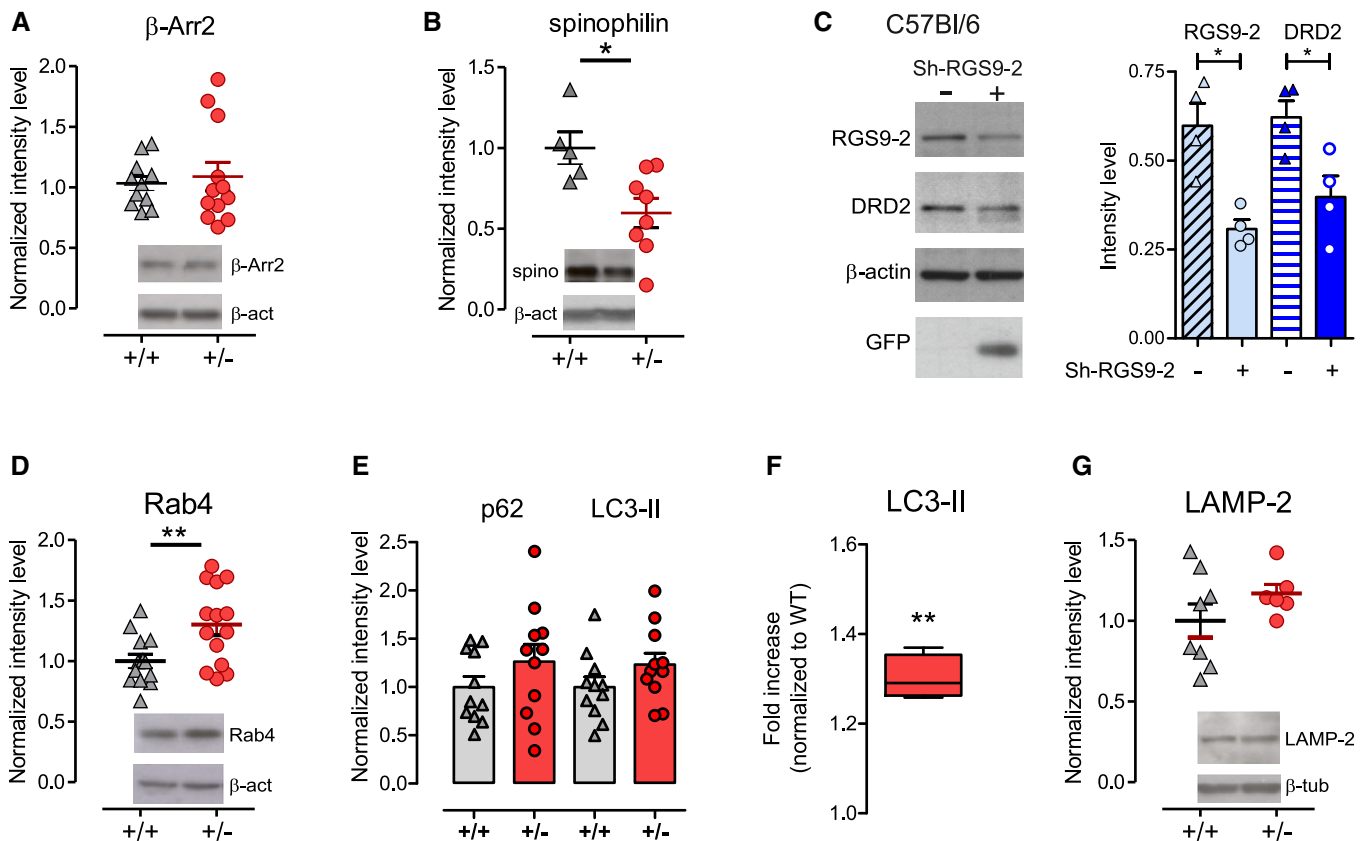 A
β-Arr2
Normalized intensity level
2.0
1.5
1.0
0.5
0.0
β-Arr2
β-act
+/+ +/-
B
spinophilin
*
Normalized intensity level
1.5
1.0
0.5
0.0
spino
β-act
+/+ +/-
C
C57Bl/6
Sh-RGS9-2
− +
RGS9-2
DRD2
β-actin
GFP
RGS9-2 DRD2
* *
Intensity level
0.75
0.50
0.25
0.00
Sh-RGS9-2 - + - +
D
Rab4
**
Normalized intensity level
2.0
1.5
1.0
0.5
0.0
Rab4
β-act
+/+ +/-
E
p62 LC3-II
Normalized intensity level
2.5
2.0
1.5
1.0
0.5
0.0
+/+ +/- +/+ +/-
F
LC3-II
**
Fold increase
(normalized to WT)
1.6
1.4
1.2
1.0
G
LAMP-2
Normalized intensity level
1.5
1.0
0.5
0.0
LAMP-2
β-tub
+/+ +/-